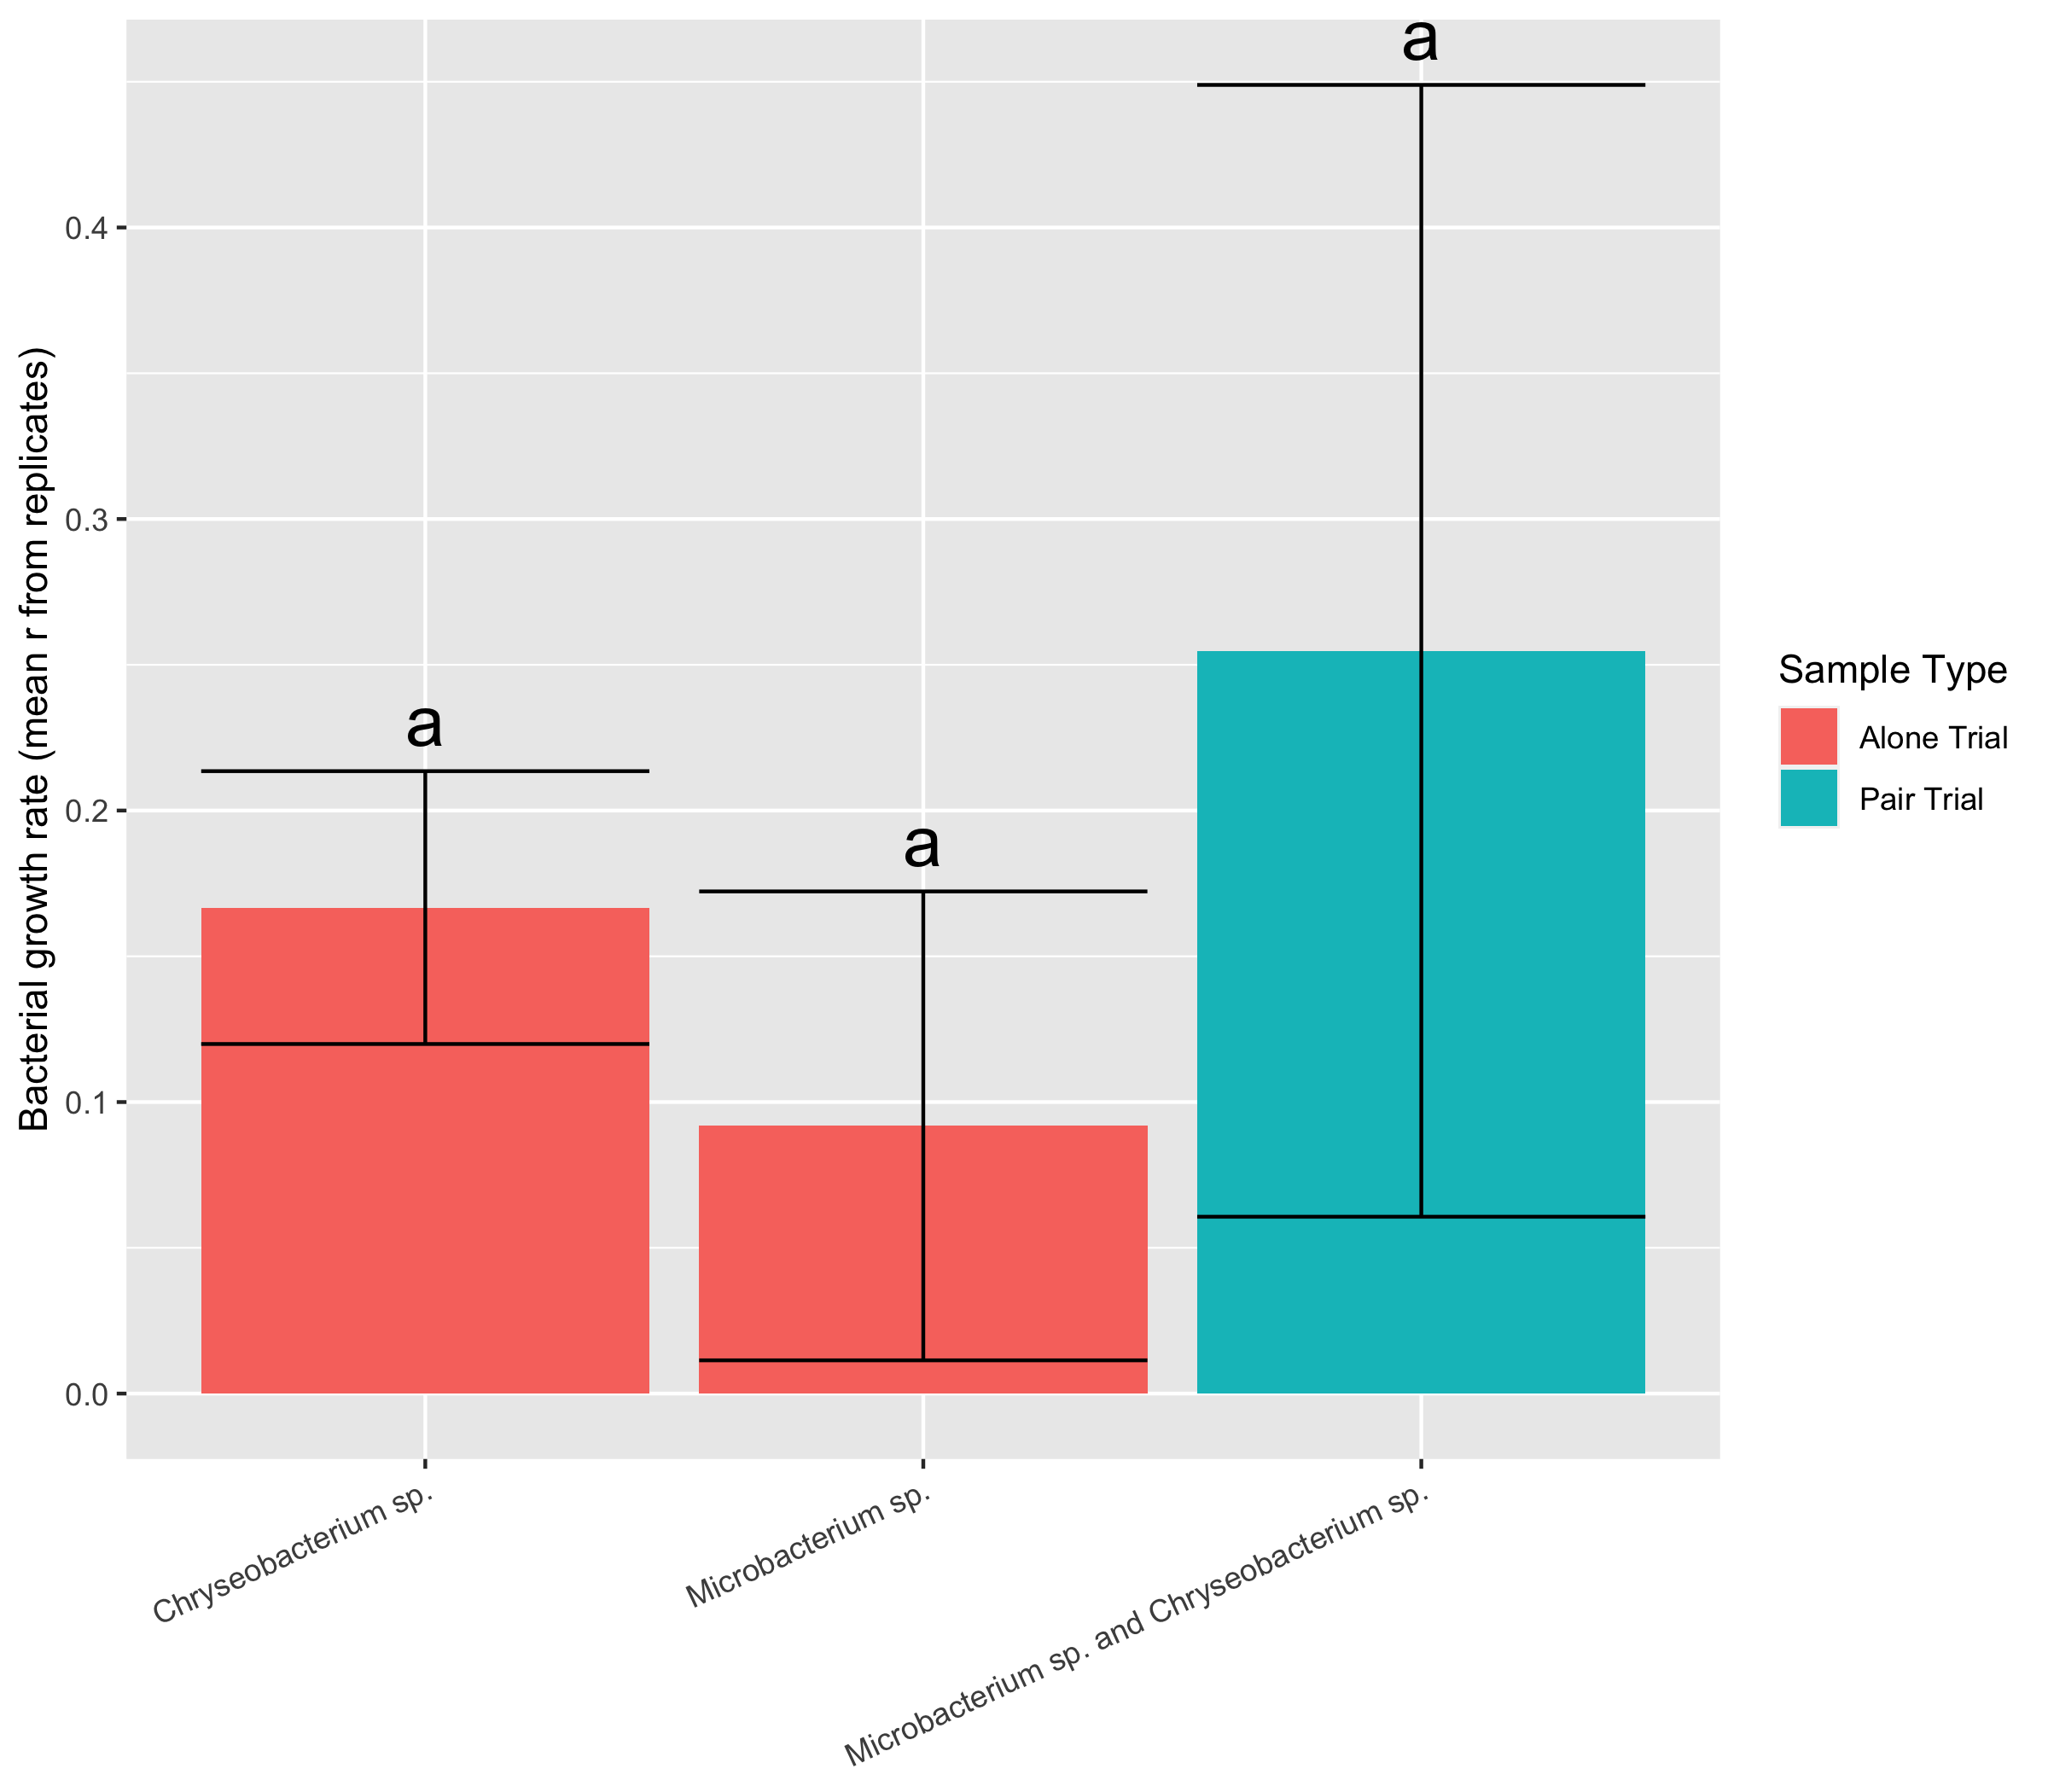 a
a
a
0.4
0.3
0.2
0.1
0.0
Bacterial growth rate (mean r from replicates)
Chryseobacterium sp.
Microbacterium sp.
Microbacterium sp. and Chryseobacterium sp.
Sample Type
Alone Trial
Pair Trial